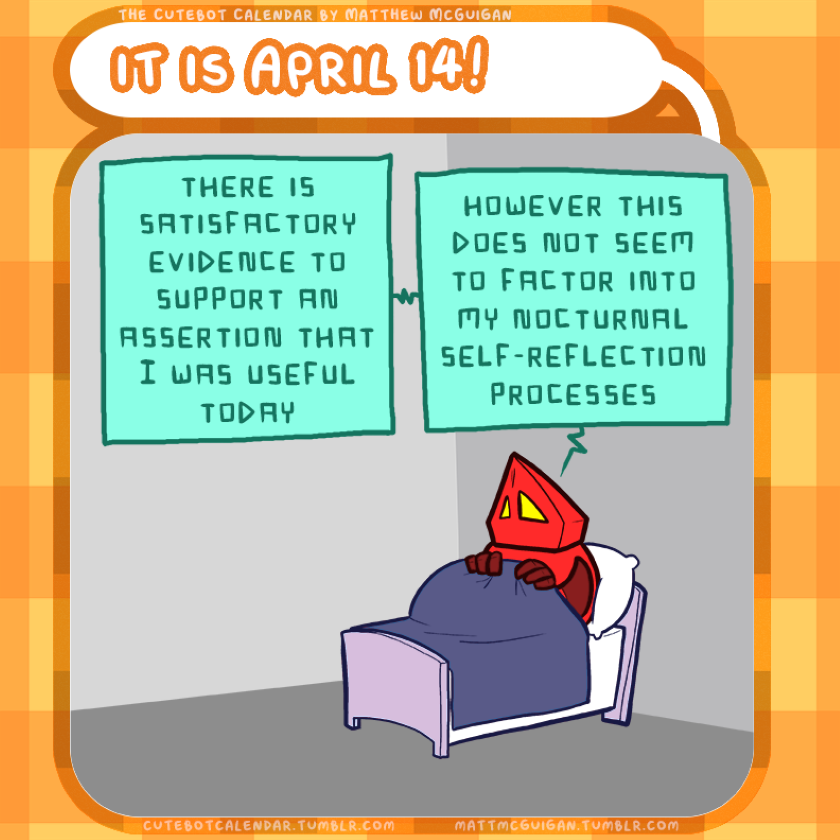 THE CUTEBOT CALENDAR BY MATTHEW MCGUIGAN
IT IS APRIL 14!
THERE IS
SATISFACTORY
EVIDENCE TO
SUPPORT AN
ASSERTION THAT
I WAS USEFUL
TODAY
HOWEVER THIS
DOES NOT SEEM
TO FACTOR INTO
MY NOCTURNAL
SELF-REFLECTION
PROCESSES
CUTEBOTCALENDAR.TUMBLR.COM
MATTMCGUIGAN.TUMBLR.COM